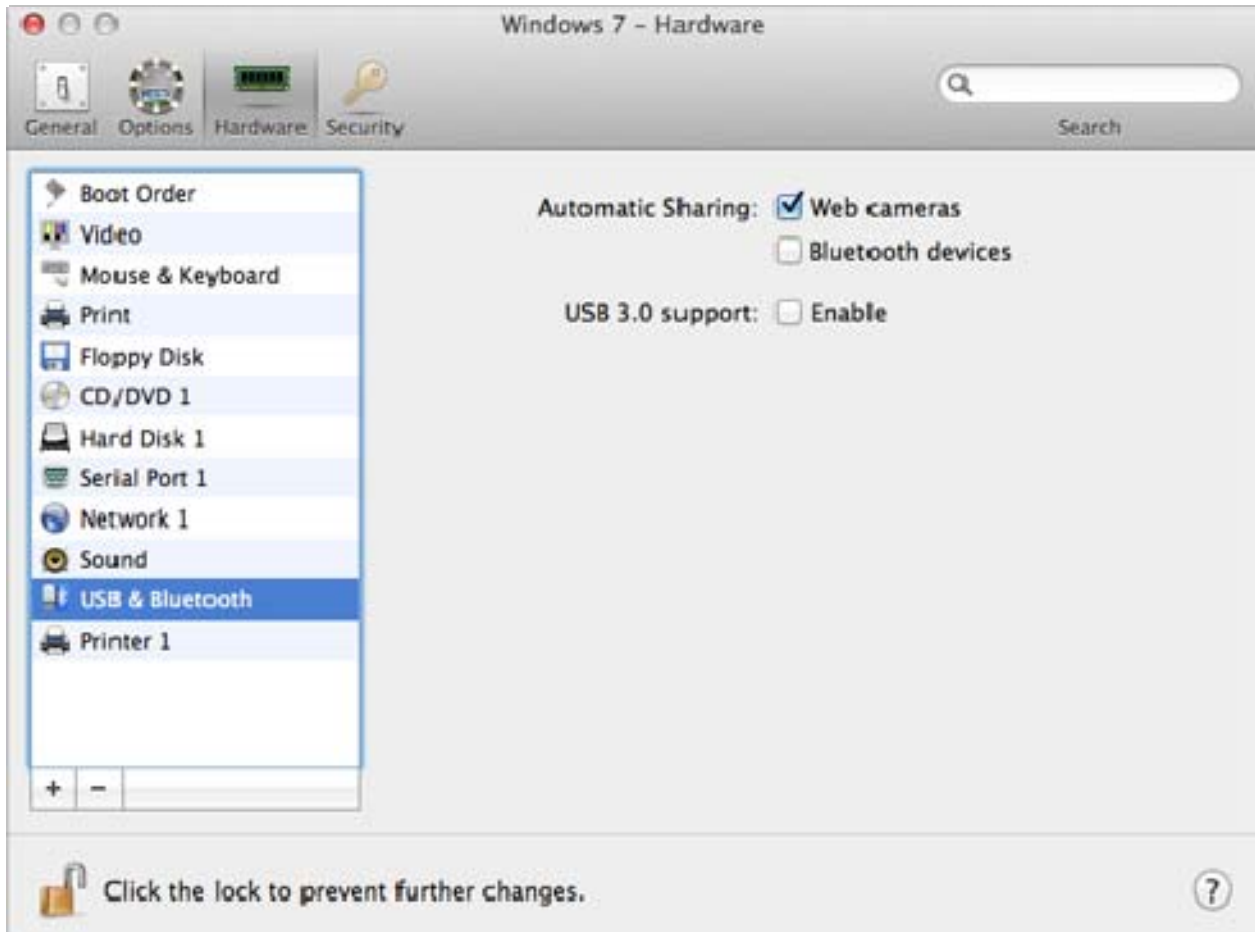 Windows 7 – Hardware
General Options Hardware Security
Search
Boot Order
Video
Mouse & Keyboard
Print
Floppy Disk
CD/DVD 1
Hard Disk 1
Serial Port 1
Network 1
Sound
USB & Bluetooth
Printer 1
+ −
Automatic Sharing: Web cameras
Bluetooth devices
USB 3.0 support: Enable
Click the lock to prevent further changes.
?